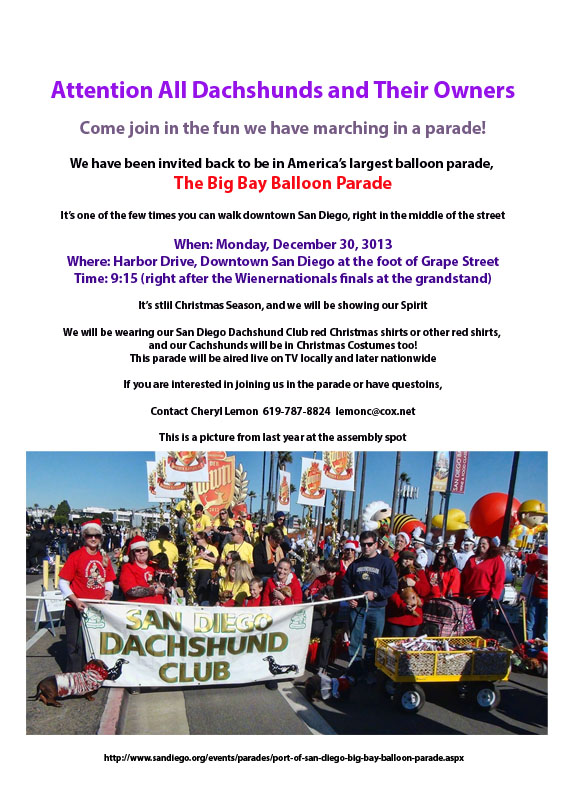 Attention All Dachshunds and Their Owners
Come join in the fun we have marching in a parade!
We have been invited back to be in America's largest balloon parade,
The Big Bay Balloon Parade
It's one of the few times you can walk downtown San Diego, right in the middle of the street
When: Monday, December 30, 3013
Where: Harbor Drive, Downtown San Diego at the foot of Grape Street
Time: 9:15 (right after the Wienernationals finals at the grandstand)
It's stlil Christmas Season, and we will be showing our Spirit
We will be wearing our San Diego Dachshund Club red Christmas shirts or other red shirts,
and our Cachshunds will be in Christmas Costumes too!
This parade will be aired live on TV locally and later nationwide
If you are interested in joining us in the parade or have questoins,
Contact Cheryl Lemon 619-787-8824 lemonc@cox.net
This is a picture from last year at the assembly spot
SAN DIEGO
SAN DIEGO
DACHSHUND
CLUB
http://www.sandiego.org/events/parades/port-of-san-diego-big-bay-balloon-parade.aspx